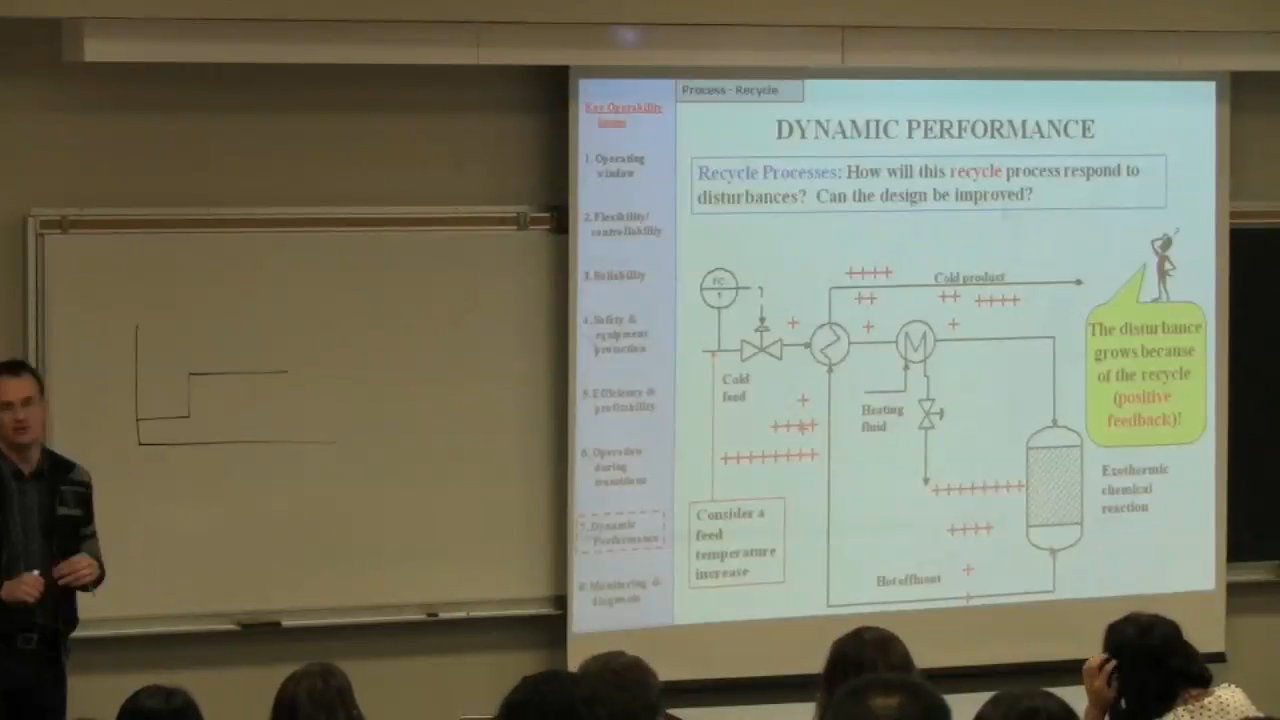 Process - Recycle
Key Operability
issues
1. Operating
window
2. Flexibility/
controllability
3. Reliability
4. Safety &
equipment
protection
5. Efficiency &
profitability
6. Operation
during
transitions
7. Dynamic
Performance
8. Monitoring &
diagnosis
DYNAMIC PERFORMANCE
Recycle Processes: How will this recycle process respond to
disturbances? Can the design be improved?
++++
Cold product
++
++
++++
FC
1
+
+
+
Cold
feed
Heating
fluid
+
++++
++++++++
++++++++
++++
+
+
The disturbance
grows because
of the recycle
(positive
feedback)!
Exothermic
chemical
reaction
Consider a
feed
temperature
increase
Hot effluent